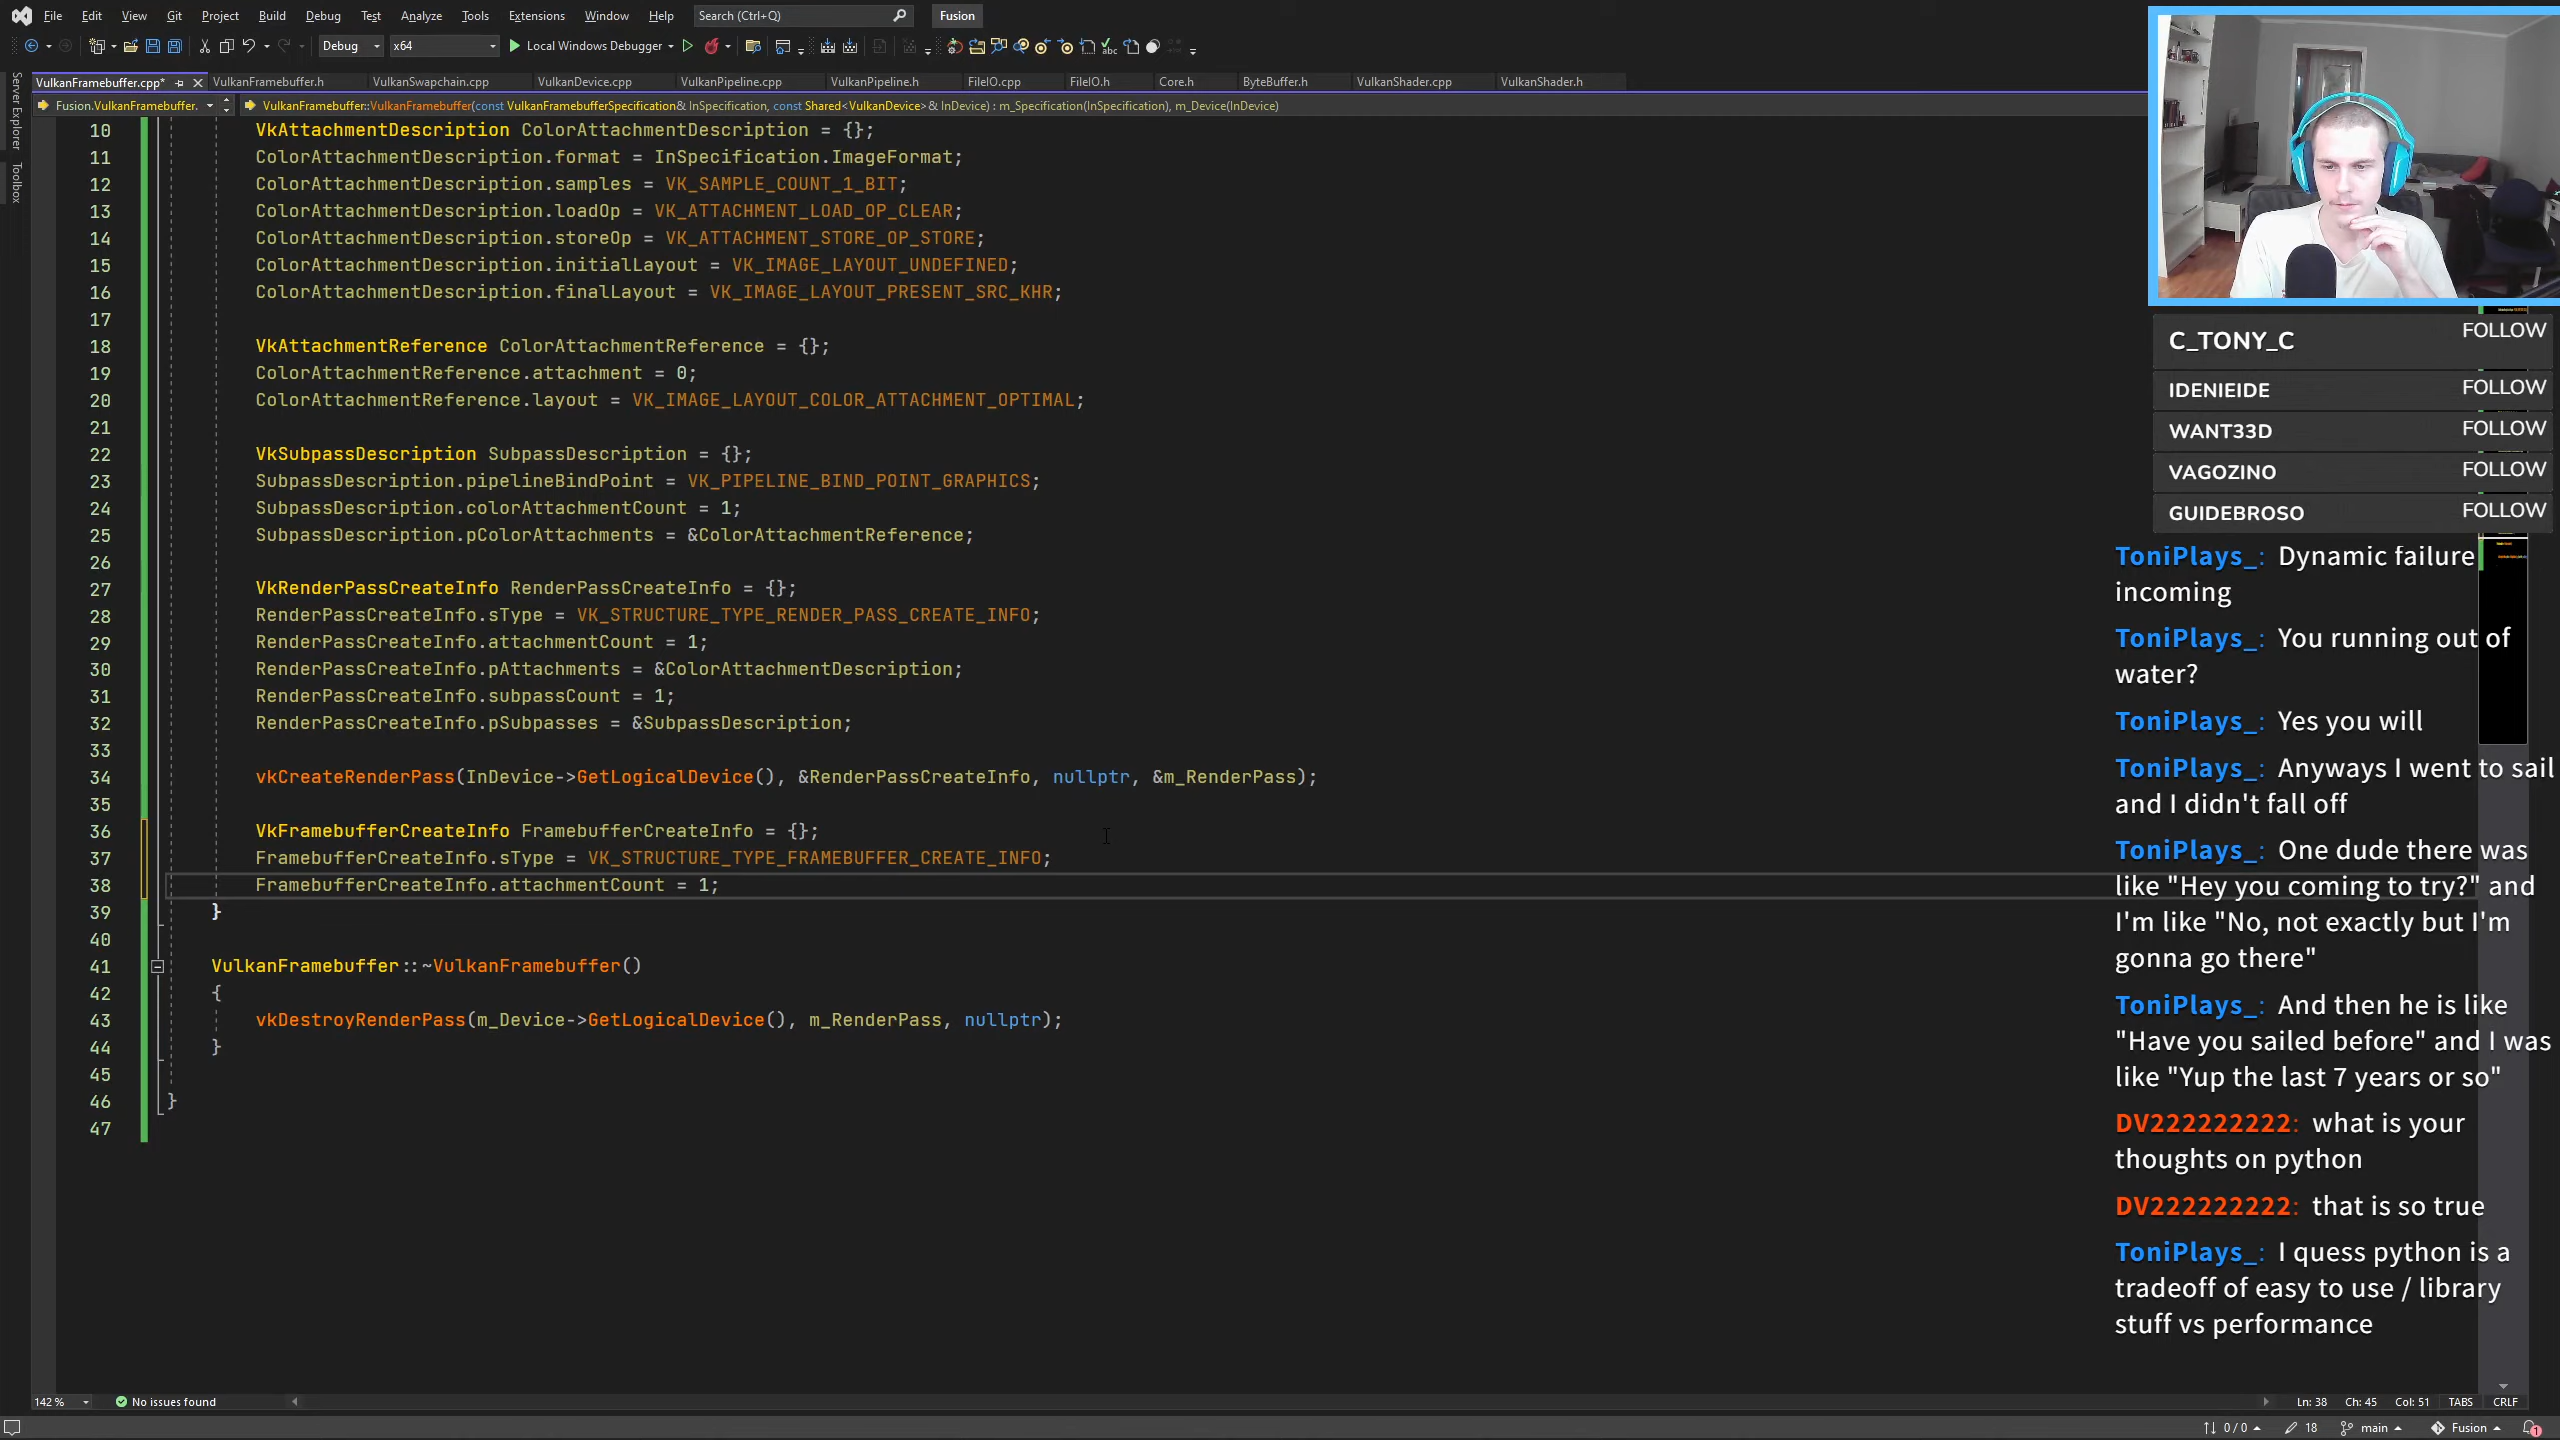 File Edit View Git Project Build Debug Test Analyze Tools Extensions Window Help Search (Ctrl+Q) Fusion
Debug x64 Local Windows Debugger
Server Explorer
Toolbox
VulkanFramebuffer.cpp* VulkanFramebuffer.h VulkanSwapchain.cpp VulkanDevice.cpp VulkanPipeline.cpp VulkanPipeline.h FileIO.cpp FileIO.h Core.h ByteBuffer.h VulkanShader.cpp VulkanShader.h
Fusion.VulkanFramebuffer. VulkanFramebuffer::VulkanFramebuffer(const VulkanFramebufferSpecification& InSpecification, const Shared<VulkanDevice>& InDevice) : m_Specification(InSpecification), m_Device(InDevice)
10 VkAttachmentDescription ColorAttachmentDescription = {};
11 ColorAttachmentDescription.format = InSpecification.ImageFormat;
12 ColorAttachmentDescription.samples = VK_SAMPLE_COUNT_1_BIT;
13 ColorAttachmentDescription.loadOp = VK_ATTACHMENT_LOAD_OP_CLEAR;
14 ColorAttachmentDescription.storeOp = VK_ATTACHMENT_STORE_OP_STORE;
15 ColorAttachmentDescription.initialLayout = VK_IMAGE_LAYOUT_UNDEFINED;
16 ColorAttachmentDescription.finalLayout = VK_IMAGE_LAYOUT_PRESENT_SRC_KHR;
17
18 VkAttachmentReference ColorAttachmentReference = {};
19 ColorAttachmentReference.attachment = 0;
20 ColorAttachmentReference.layout = VK_IMAGE_LAYOUT_COLOR_ATTACHMENT_OPTIMAL;
21
22 VkSubpassDescription SubpassDescription = {};
23 SubpassDescription.pipelineBindPoint = VK_PIPELINE_BIND_POINT_GRAPHICS;
24 SubpassDescription.colorAttachmentCount = 1;
25 SubpassDescription.pColorAttachments = &ColorAttachmentReference;
26
27 VkRenderPassCreateInfo RenderPassCreateInfo = {};
28 RenderPassCreateInfo.sType = VK_STRUCTURE_TYPE_RENDER_PASS_CREATE_INFO;
29 RenderPassCreateInfo.attachmentCount = 1;
30 RenderPassCreateInfo.pAttachments = &ColorAttachmentDescription;
31 RenderPassCreateInfo.subpassCount = 1;
32 RenderPassCreateInfo.pSubpasses = &SubpassDescription;
33
34 vkCreateRenderPass(InDevice->GetLogicalDevice(), &RenderPassCreateInfo, nullptr, &m_RenderPass);
35
36 VkFramebufferCreateInfo FramebufferCreateInfo = {};
37 FramebufferCreateInfo.sType = VK_STRUCTURE_TYPE_FRAMEBUFFER_CREATE_INFO;
38 FramebufferCreateInfo.attachmentCount = 1;
39 }
40
41 VulkanFramebuffer::~VulkanFramebuffer()
42 {
43 vkDestroyRenderPass(m_Device->GetLogicalDevice(), m_RenderPass, nullptr);
44 }
45
46 }
47
C_TONY_C FOLLOW
IDENIEIDE FOLLOW
WANT33D FOLLOW
VAGOZINO FOLLOW
GUIDEBROSO FOLLOW
ToniPlays_: Dynamic failure
incoming
ToniPlays_: You running out of
water?
ToniPlays_: Yes you will
ToniPlays_: Anyways I went to sail
and I didn't fall off
ToniPlays_: One dude there was
like "Hey you coming to try?" and
I'm like "No, not exactly but I'm
gonna go there"
ToniPlays_: And then he is like
"Have you sailed before" and I was
like "Yup the last 7 years or so"
DV222222222: what is your
thoughts on python
DV222222222: that is so true
ToniPlays_: I quess python is a
tradeoff of easy to use / library
stuff vs performance
142 % No issues found Ln: 38 Ch: 45 Col: 51 TABS CRLF
0 / 0 18 main Fusion 1